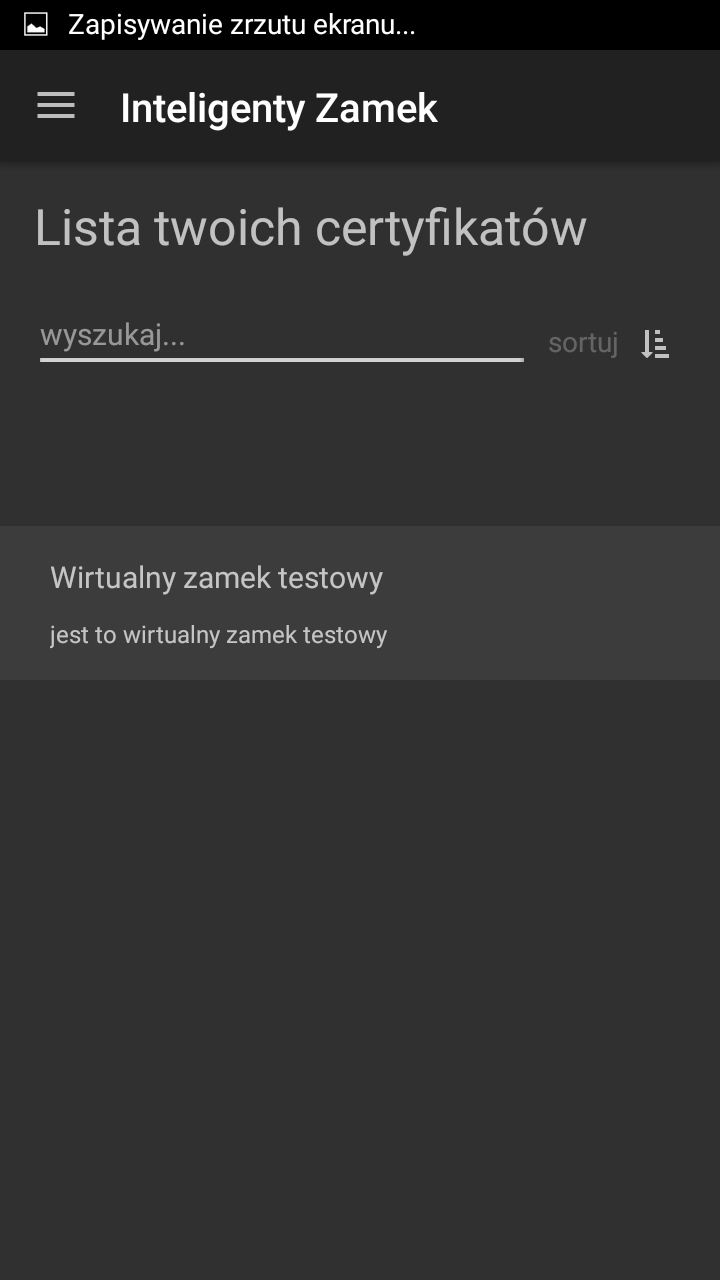 Zapisywanie zrzutu ekranu...
Inteligenty Zamek
Lista twoich certyfikatów
wyszukaj...
sortuj
Wirtualny zamek testowy
jest to wirtualny zamek testowy